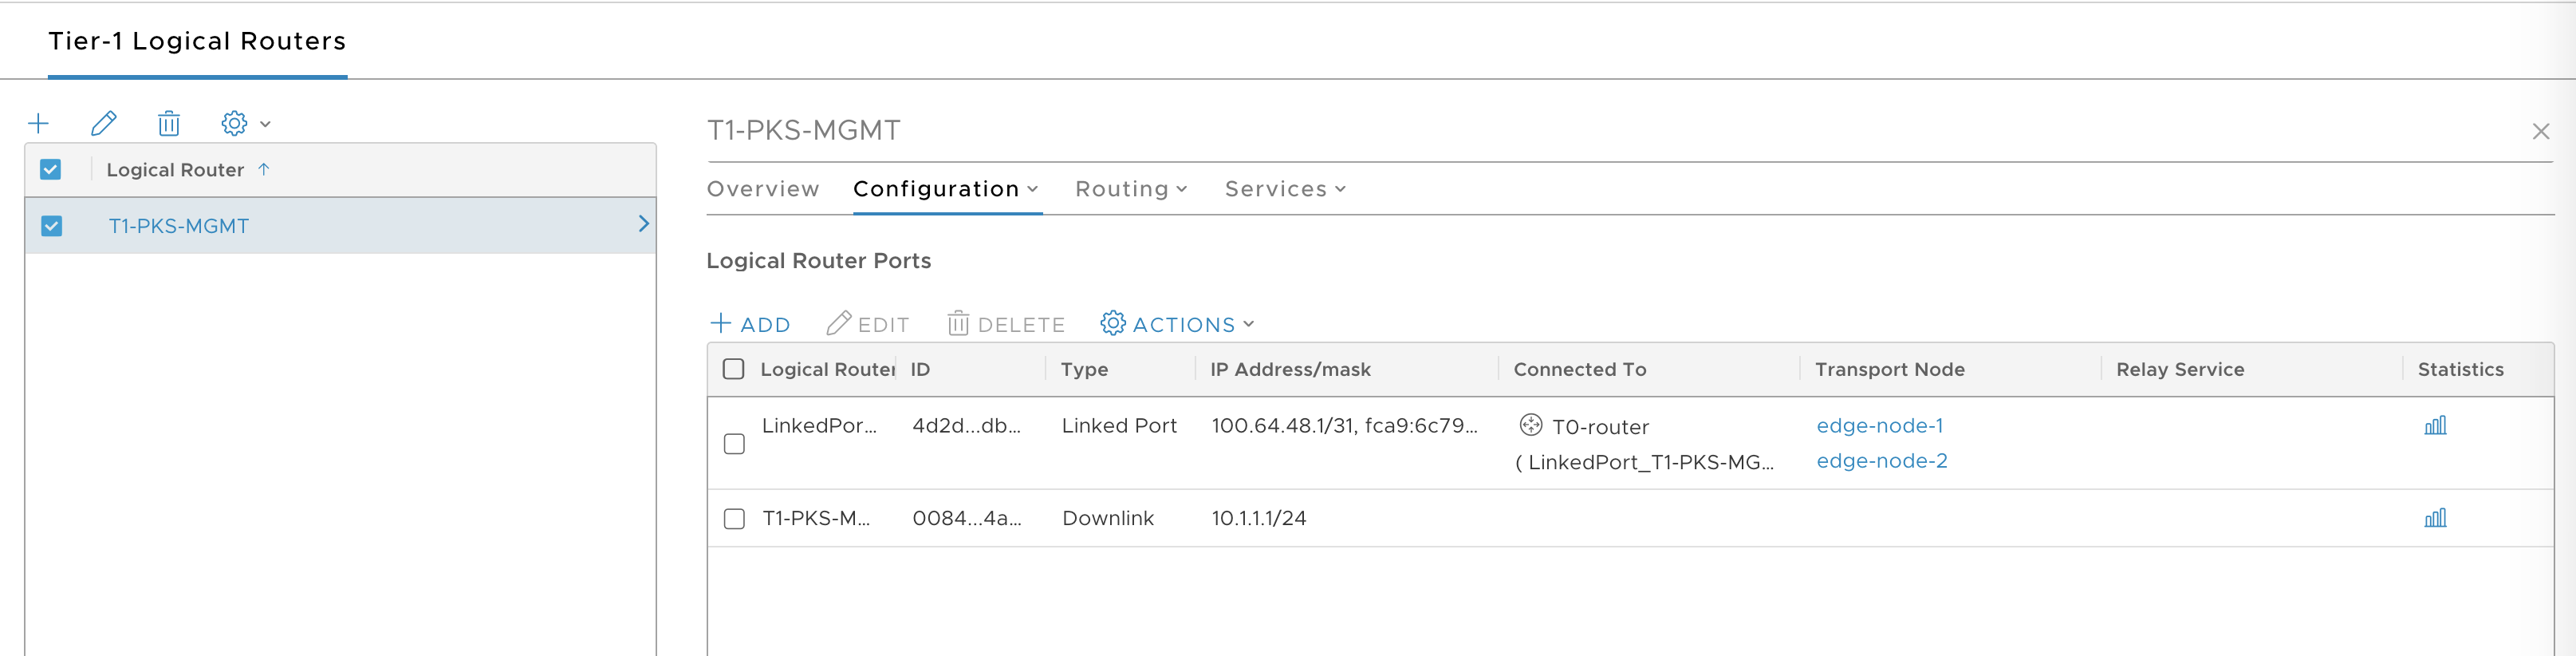 Tier-1 Logical Routers
Logical Router
T1-PKS-MGMT
T1-PKS-MGMT
Overview Configuration Routing Services
Logical Router Ports
ADD EDIT DELETE ACTIONS
Logical Router ID Type IP Address/mask Connected To Transport Node Relay Service Statistics
LinkedPor... 4d2d...db... Linked Port 100.64.48.1/31, fca9:6c79... T0-router edge-node-1
( LinkedPort_T1-PKS-MG... edge-node-2
T1-PKS-M... 0084...4a... Downlink 10.1.1.1/24